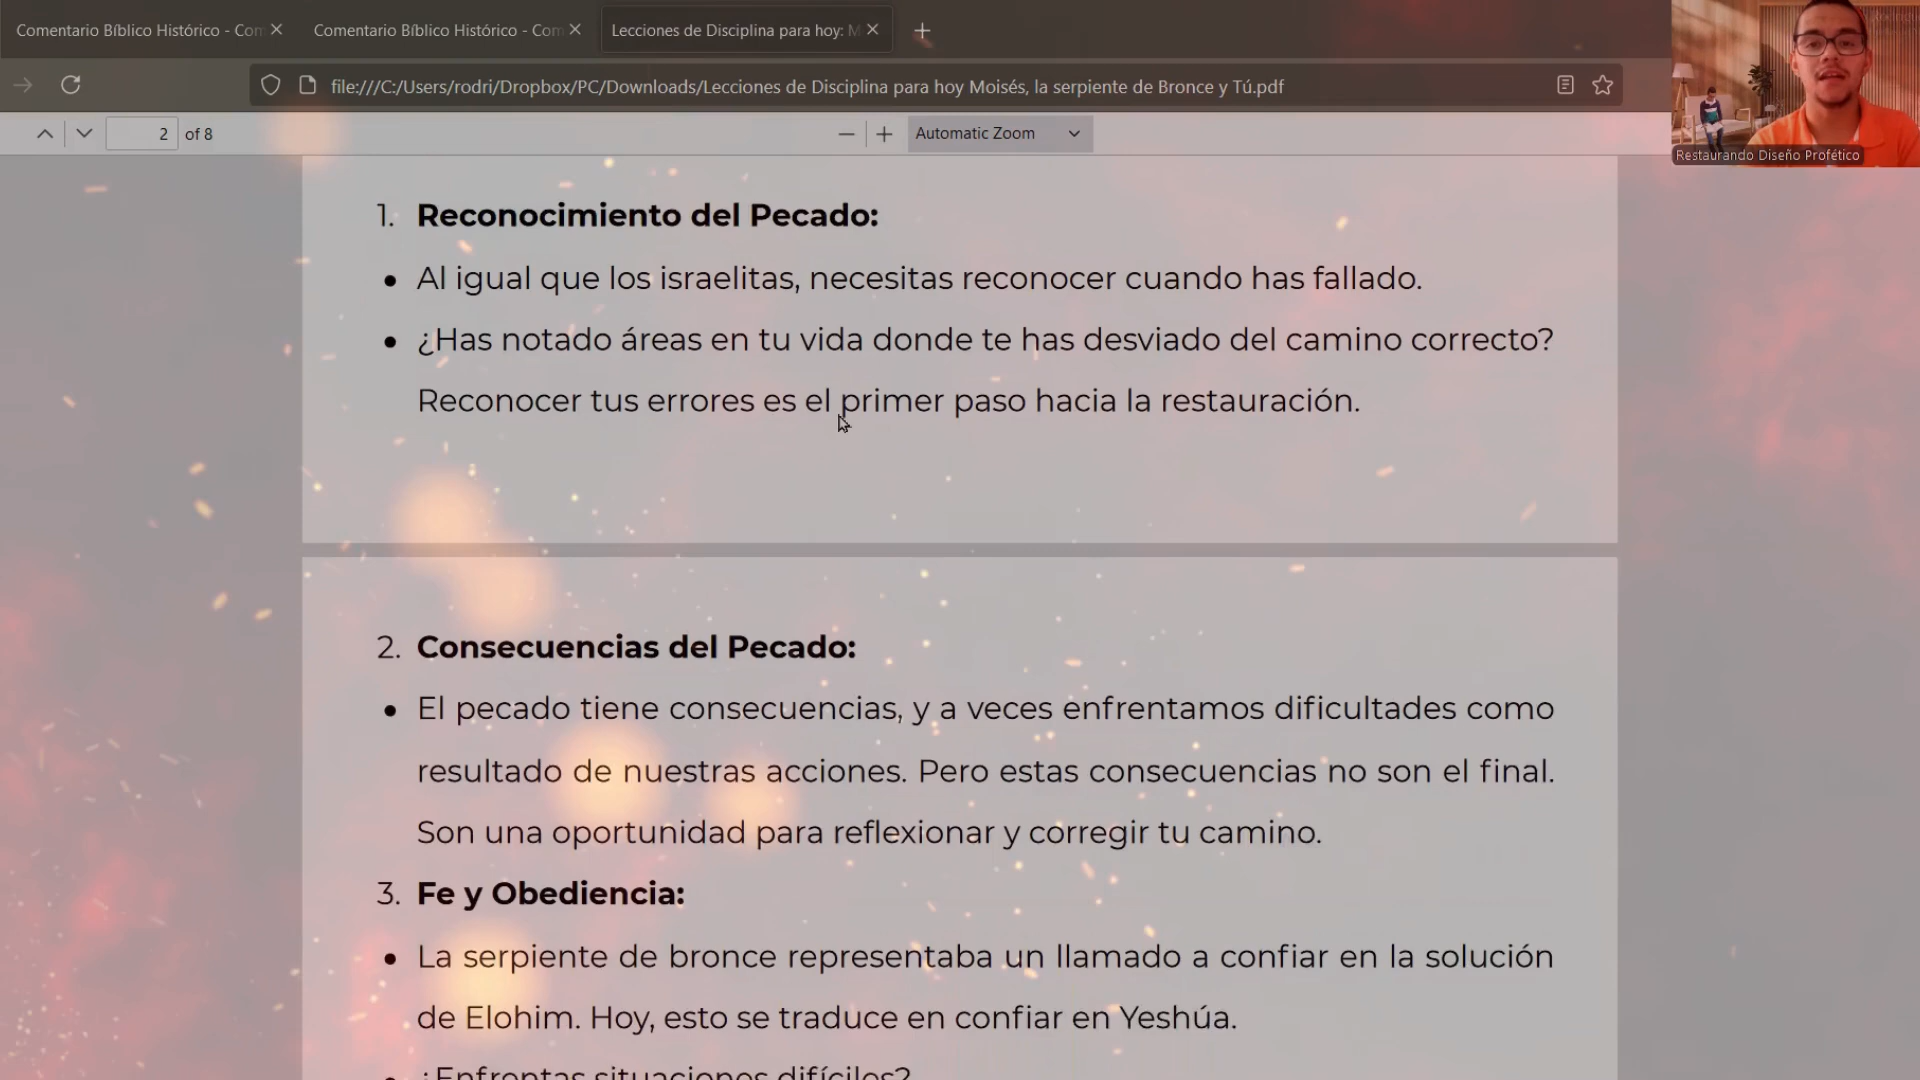 Comentario Bíblico Histórico - Com
Comentario Bíblico Histórico - Com
Lecciones de Disciplina para hoy: M
file:///C:/Users/rodri/Dropbox/PC/Downloads/Lecciones de Disciplina para hoy Moisés, la serpiente de Bronce y Tú.pdf
2 of 8
Automatic Zoom
Restaurando Diseño Profético
1. Reconocimiento del Pecado:
• Al igual que los israelitas, necesitas reconocer cuando has fallado.
• ¿Has notado áreas en tu vida donde te has desviado del camino correcto?
Reconocer tus errores es el primer paso hacia la restauración.
2. Consecuencias del Pecado:
• El pecado tiene consecuencias, y a veces enfrentamos dificultades como
resultado de nuestras acciones. Pero estas consecuencias no son el final.
Son una oportunidad para reflexionar y corregir tu camino.
3. Fe y Obediencia:
• La serpiente de bronce representaba un llamado a confiar en la solución
de Elohim. Hoy, esto se traduce en confiar en Yeshúa.
• ¿Enfrentas situaciones difíciles?